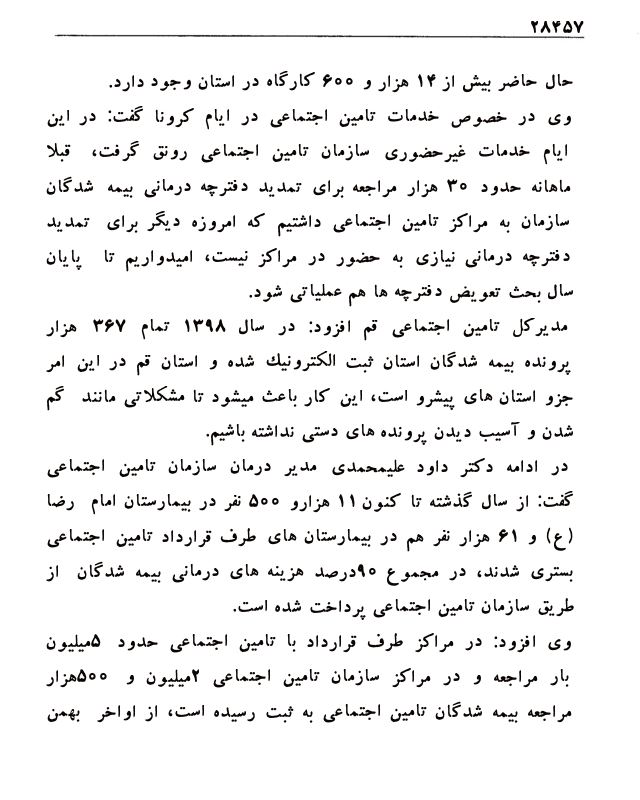 ۲۸۴۵۷
حال حاضر بیش از ۱۴ هزار و ۶۰۰ کارگاه در استان وجود دارد.
وی در خصوص خدمات تامین اجتماعی در ایام کرونا گفت: در این
ایام خدمات غیرحضوری سازمان تامین اجتماعی رونق گرفت، قبلا
ماهانه حدود ۳۰ هزار مراجعه برای تمدید دفترچه درمانی بیمه شدگان
سازمان به مراکز تامین اجتماعی داشتیم که امروزه دیگر برای تمدید
دفترچه درمانی نیازی به حضور در مراکز نیست، امیدواریم تا پایان
سال بحث تعویض دفترچه ها هم عملیاتی شود.
مدیرکل تامین اجتماعی قم افزود: در سال ۱۳۹۸ تمام ۳۶۷ هزار
پرونده بیمه شدگان استان ثبت الکترونیك شده و استان قم در این امر
جزو استان های پیشرو است، این کار باعث میشود تا مشکلاتی مانند گم
شدن و آسیب دیدن پرونده های دستی نداشته باشیم.
در ادامه دکتر داود علیمحمدی مدیر درمان سازمان تامین اجتماعی
گفت: از سال گذشته تا کنون ۱۱ هزارو ۵۰۰ نفر در بیمارستان امام رضا
(ع) و ۶۱ هزار نفر هم در بیمارستان های طرف قرارداد تامین اجتماعی
بستری شدند، در مجموع ۹۰درصد هزینه های درمانی بیمه شدگان از
طریق سازمان تامین اجتماعی پرداخت شده است.
وی افزود: در مراکز طرف قرارداد با تامین اجتماعی حدود ۵میلیون
بار مراجعه و در مراکز سازمان تامین اجتماعی ۲میلیون و ۵۰۰هزار
مراجعه بیمه شدگان تامین اجتماعی به ثبت رسیده است، از اواخر بهمن